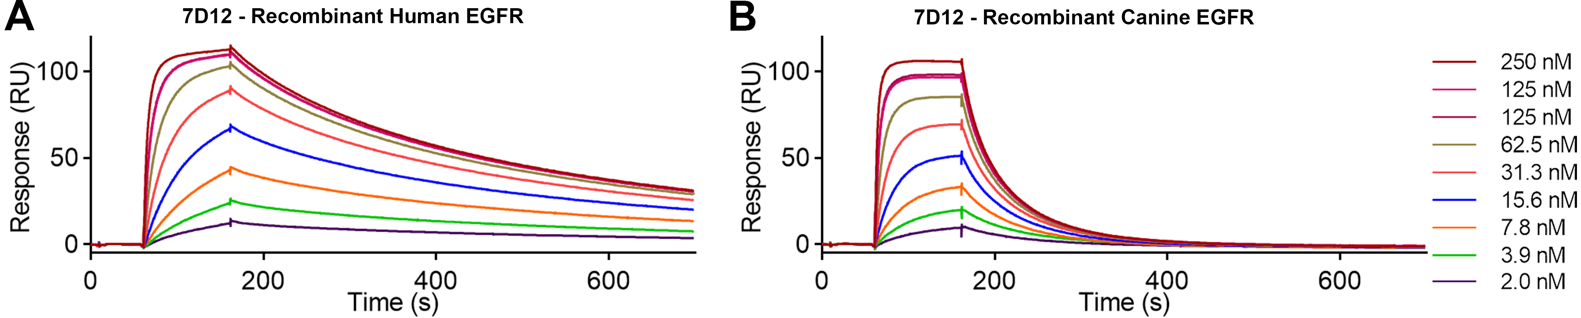 A
7D12 - Recombinant Human EGFR
Response (RU)
100
50
0
0
200
400
600
Time (s)
B
7D12 - Recombinant Canine EGFR
Response (RU)
100
50
0
0
200
400
600
Time (s)
250 nM
125 nM
125 nM
62.5 nM
31.3 nM
15.6 nM
7.8 nM
3.9 nM
2.0 nM